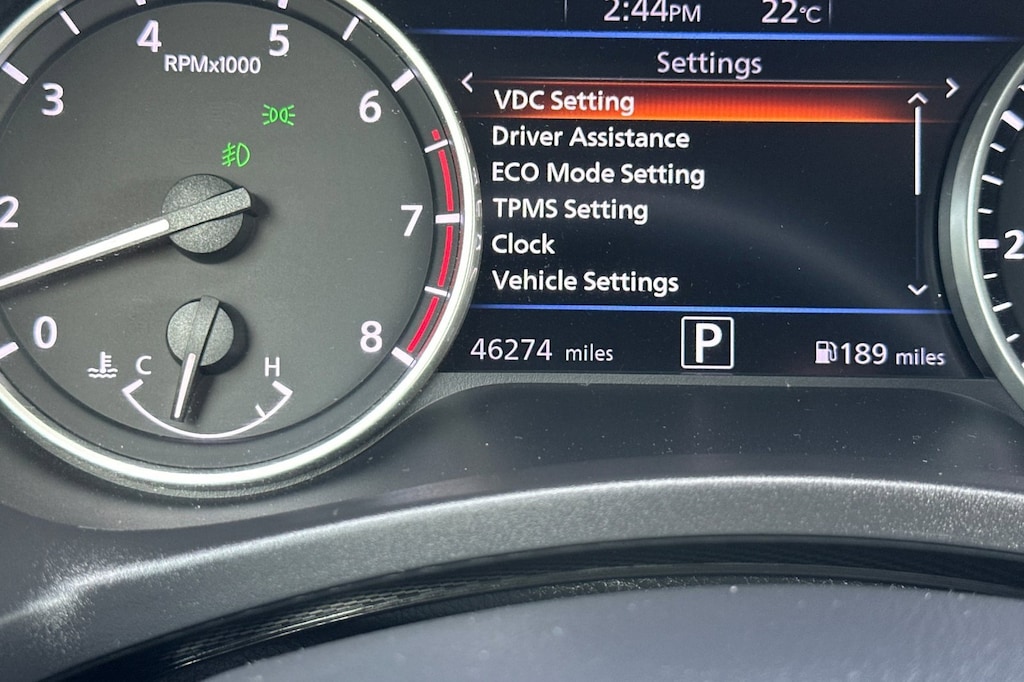 2:44PM 22°C
Settings
VDC Setting
Driver Assistance
ECO Mode Setting
TPMS Setting
Clock
Vehicle Settings
46274 miles P 189 miles
RPMx1000
0
2
3
4
5
6
7
8
C H
2